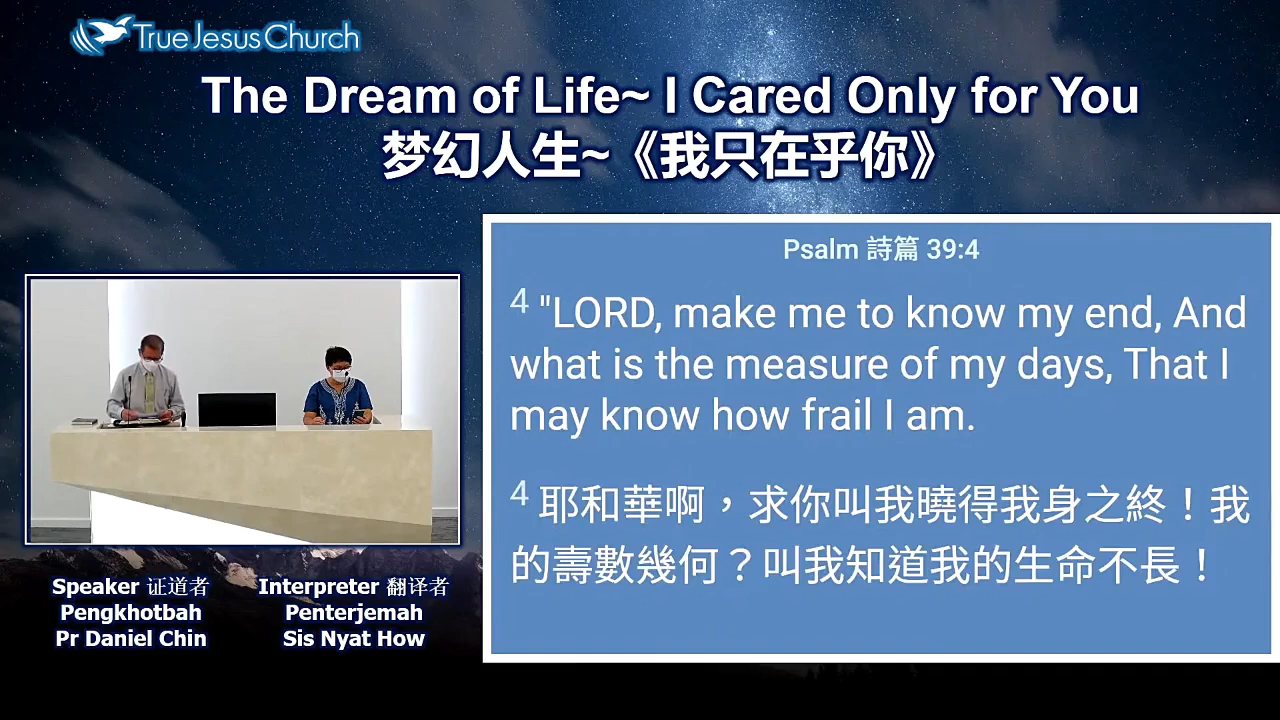 TrueJesusChurch
The Dream of Life~ I Cared Only for You
梦幻人生~《我只在乎你》
Psalm 詩篇 39:4
4 "LORD, make me to know my end, And
what is the measure of my days, That I
may know how frail I am.
4 耶和華啊，求你叫我曉得我身之終！我
的壽數幾何？叫我知道我的生命不長！
Speaker 证道者
Pengkhotbah
Pr Daniel Chin
Interpreter 翻译者
Penterjemah
Sis Nyat How